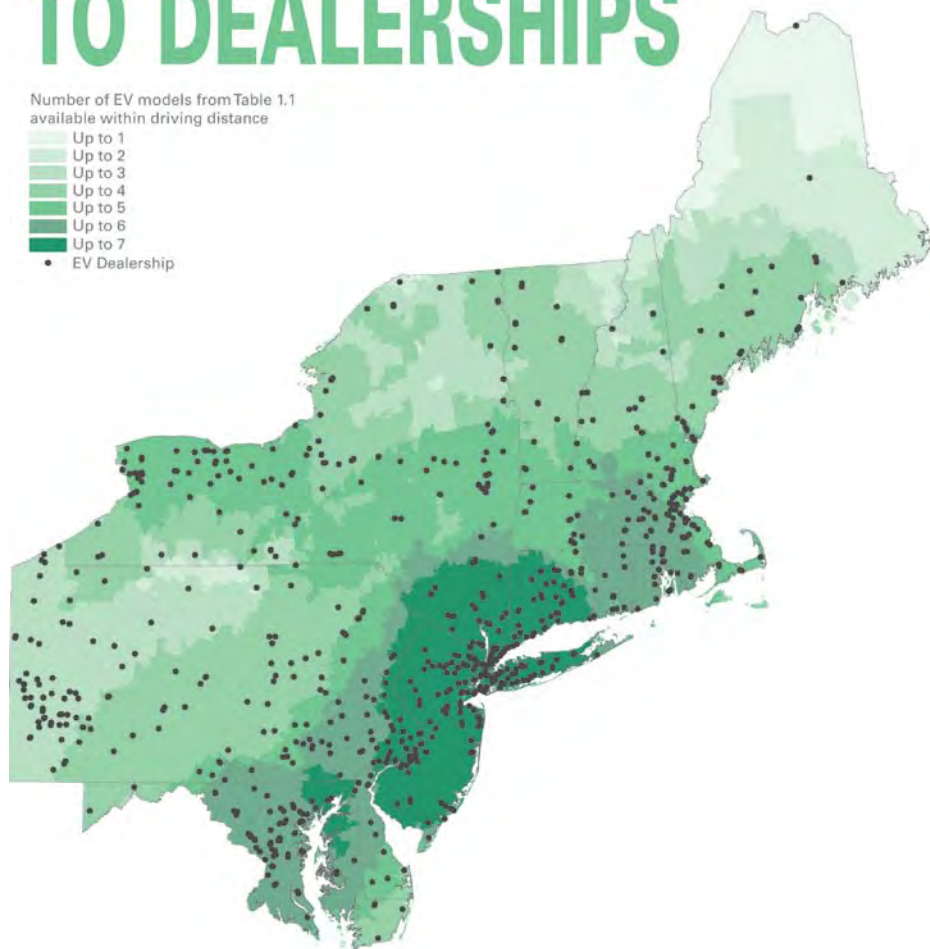 TO DEALERSHIPS
Number of EV models from Table 1.1
available within driving distance
Up to 1
Up to 2
Up to 3
Up to 4
Up to 5
Up to 6
Up to 7
EV Dealership